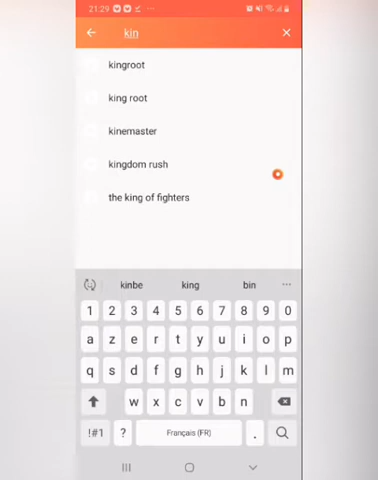 21:29
kin
kingroot
king root
kinemaster
kingdom rush
the king of fighters
kinbe king bin ...
1 2 3 4 5 6 7 8 9 0
a z e r t y u i o p
q s d f g h j k l m
w x c v b n
!#1 ? Français (FR) .